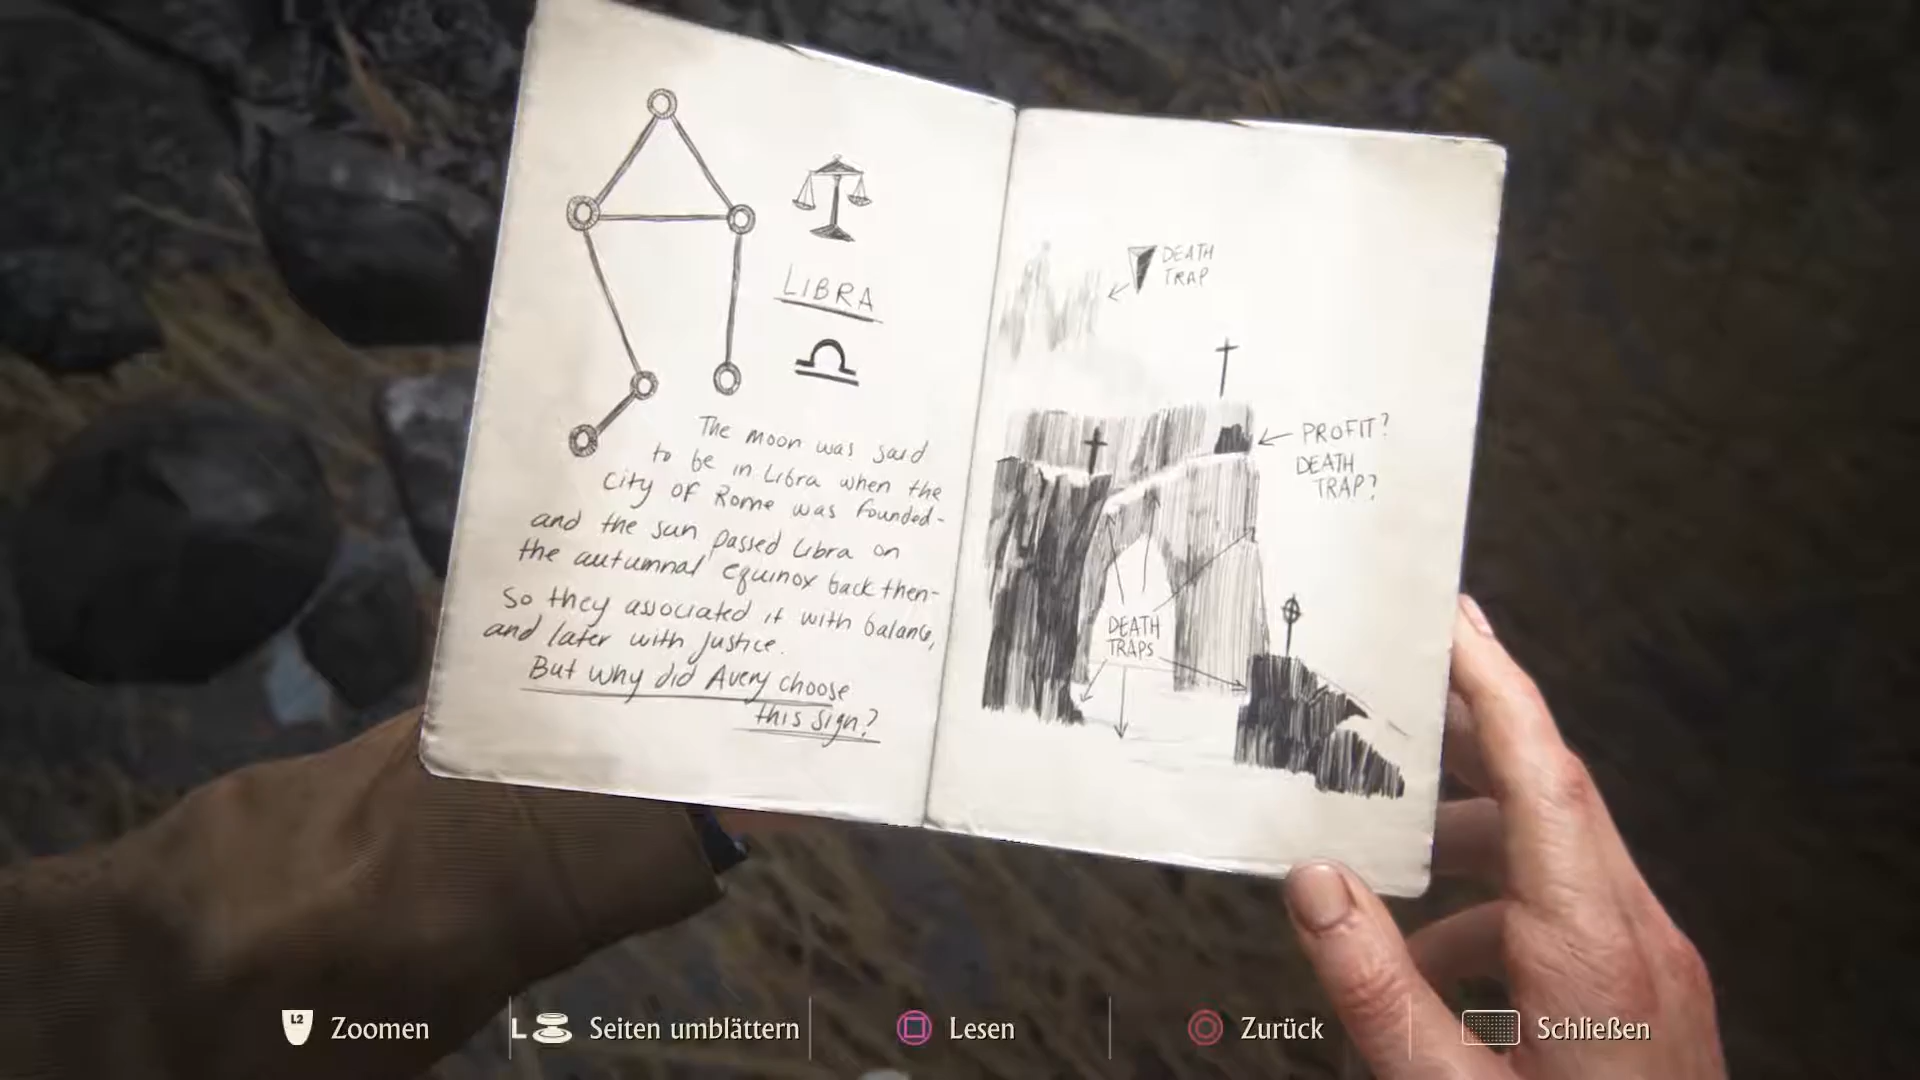 LIBRA
The moon was said
to be in Libra when the
City of Rome was founded-
and the sun passed Libra on
the autumnal equinox back then-
So they associated it with balance,
and later with justice.
But why did Avery choose
this sign?
DEATH
TRAP
PROFIT?
DEATH
TRAP?
DEATH
TRAPS
L2 Zoomen
L Seiten umblättern
Lesen
Zurück
Schließen